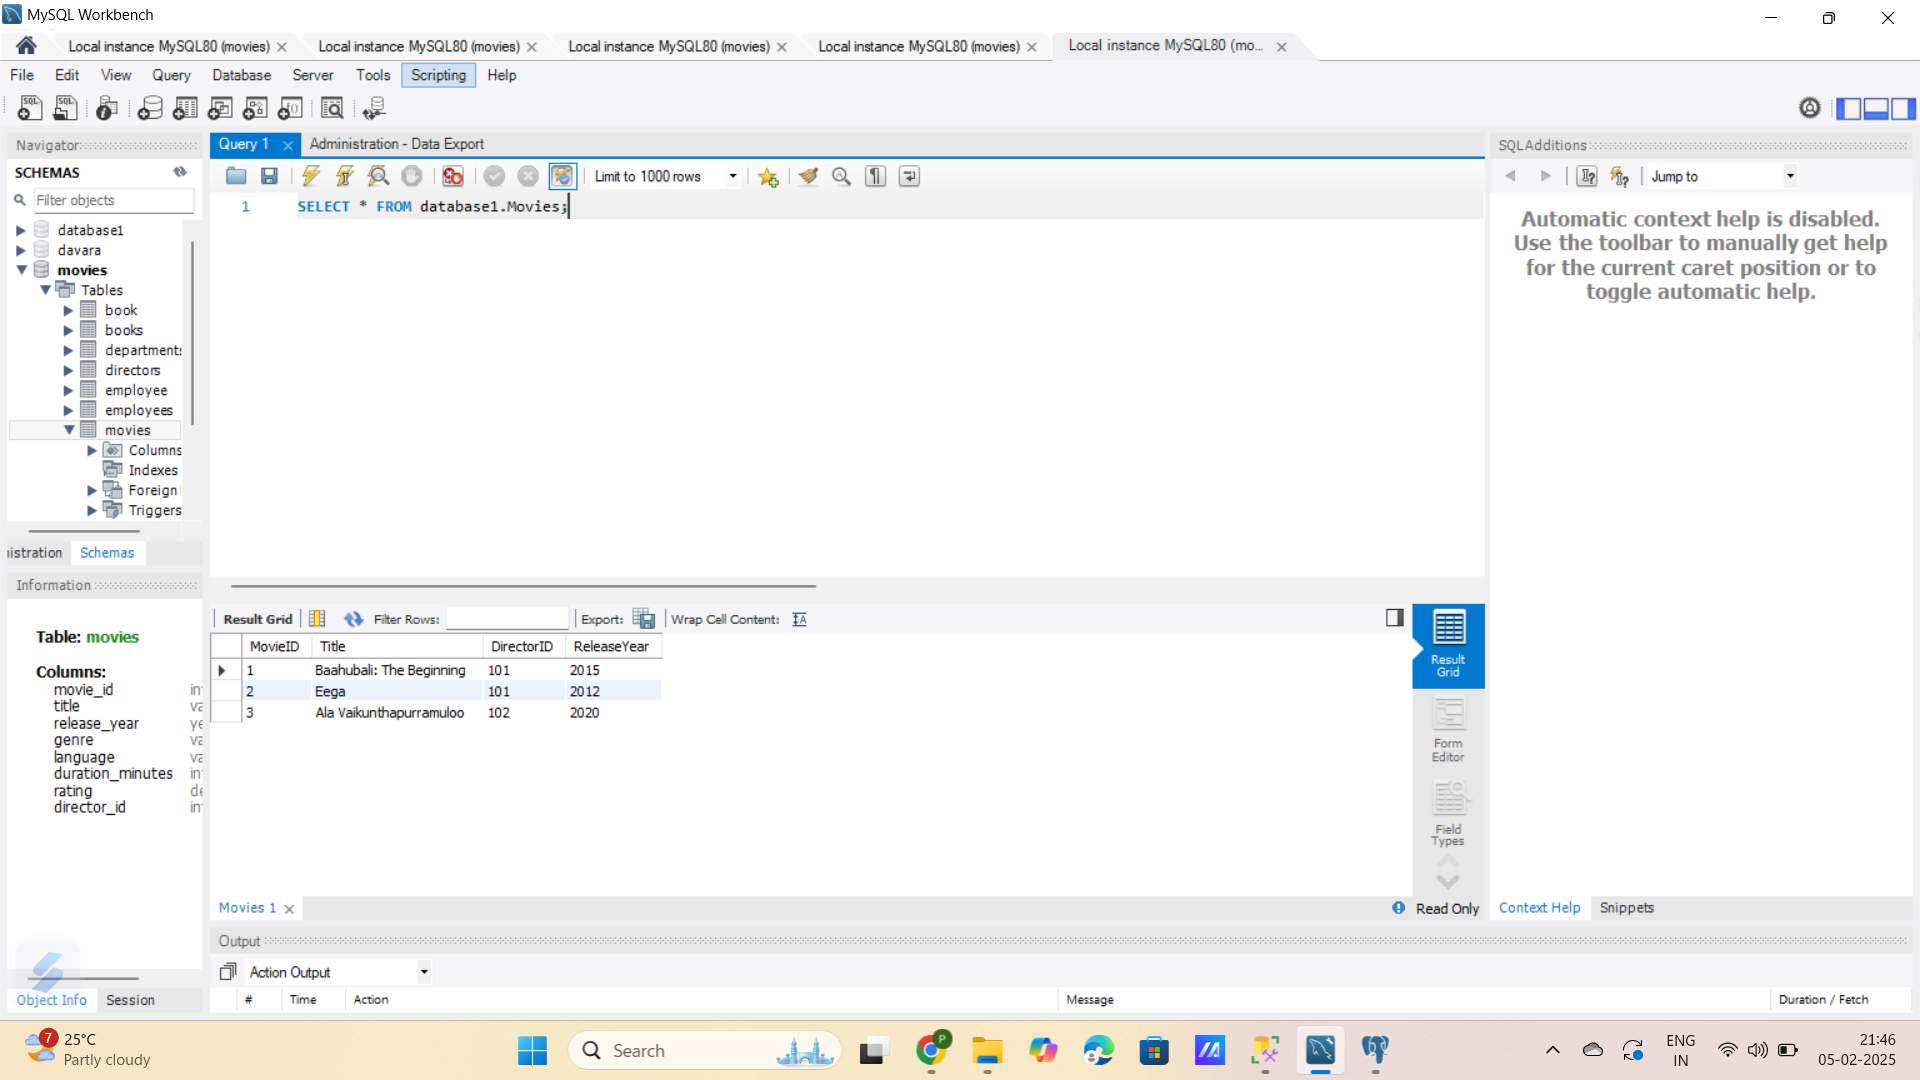 MySQL Workbench
Local instance MySQL80 (movies)
Local instance MySQL80 (movies)
Local instance MySQL80 (movies)
Local instance MySQL80 (movies)
Local instance MySQL80 (mo...
File Edit View Query Database Server Tools Scripting Help
Navigator
SCHEMAS
Filter objects
database1
davara
movies
Tables
book
books
departments
directors
employee
employees
movies
Columns
Indexes
Foreign
Triggers
nistration Schemas
Information
Table: movies
Columns:
movie_id in
title va
release_year ye
genre va
language va
duration_minutes in
rating de
director_id in
Object Info Session
Query 1 Administration - Data Export
Limit to 1000 rows
1 SELECT * FROM database1.Movies;
Result Grid Filter Rows: Export: Wrap Cell Content:
MovieID Title DirectorID ReleaseYear
1 Baahubali: The Beginning 101 2015
2 Eega 101 2012
3 Ala Vaikunthapurramuloo 102 2020
Result Grid
Form Editor
Field Types
Movies 1 Read Only
Output
Action Output
# Time Action Message Duration / Fetch
SQLAdditions
Jump to
Automatic context help is disabled.
Use the toolbar to manually get help
for the current caret position or to
toggle automatic help.
Context Help Snippets
7
25°C
Partly cloudy
Search
P
ENG
IN
21:46
05-02-2025